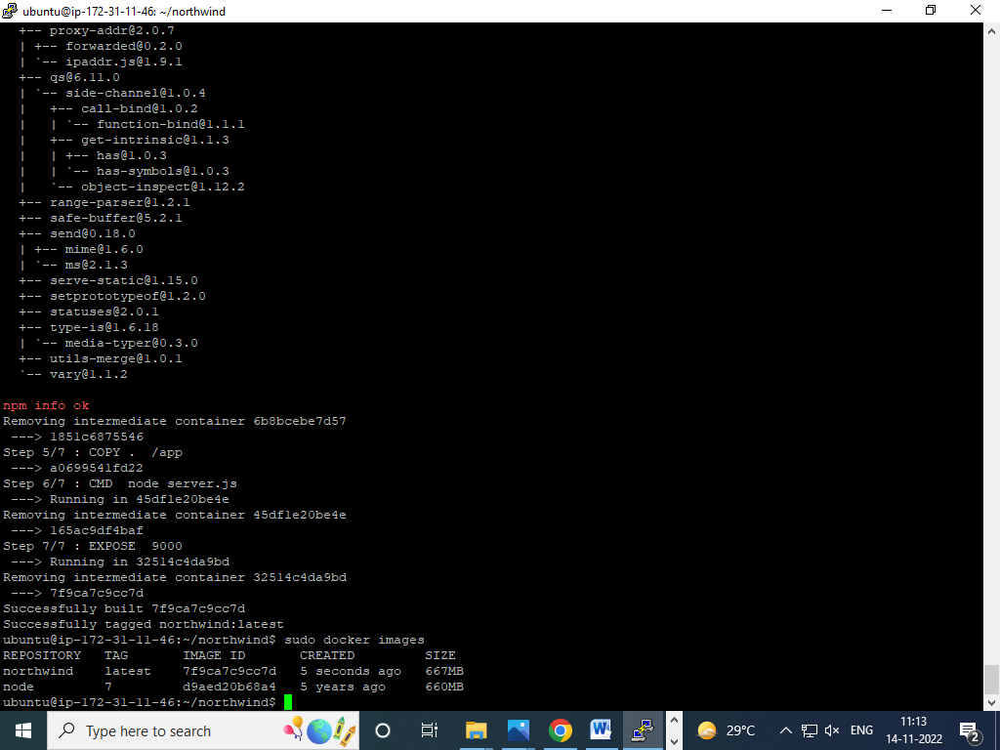 ubuntu@ip-172-31-11-46: ~/northwind
+-- proxy-addr@2.0.7
| +-- forwarded@0.2.0
| `-- ipaddr.js@1.9.1
+-- qs@6.11.0
| `-- side-channel@1.0.4
|   +-- call-bind@1.0.2
|   | `-- function-bind@1.1.1
|   +-- get-intrinsic@1.1.3
|   | +-- has@1.0.3
|   | `-- has-symbols@1.0.3
|   `-- object-inspect@1.12.2
+-- range-parser@1.2.1
+-- safe-buffer@5.2.1
+-- send@0.18.0
| +-- mime@1.6.0
| `-- ms@2.1.3
+-- serve-static@1.15.0
+-- setprototypeof@1.2.0
+-- statuses@2.0.1
+-- type-is@1.6.18
| `-- media-typer@0.3.0
+-- utils-merge@1.0.1
`-- vary@1.1.2
npm info ok
Removing intermediate container 6b8bcebe7d57
 ---> 1851c6875546
Step 5/7 : COPY .  /app
 ---> a0699541fd22
Step 6/7 : CMD  node server.js
 ---> Running in 45df1e20be4e
Removing intermediate container 45df1e20be4e
 ---> 165ac9df4baf
Step 7/7 : EXPOSE  9000
 ---> Running in 32514c4da9bd
Removing intermediate container 32514c4da9bd
 ---> 7f9ca7c9cc7d
Successfully built 7f9ca7c9cc7d
Successfully tagged northwind:latest
ubuntu@ip-172-31-11-46:~/northwind$ sudo docker images
REPOSITORY   TAG       IMAGE ID       CREATED         SIZE
northwind    latest    7f9ca7c9cc7d   5 seconds ago   667MB
node         7         d9aed20b68a4   5 years ago     660MB
ubuntu@ip-172-31-11-46:~/northwind$
Type here to search
29°C
ENG
11:13
14-11-2022
2